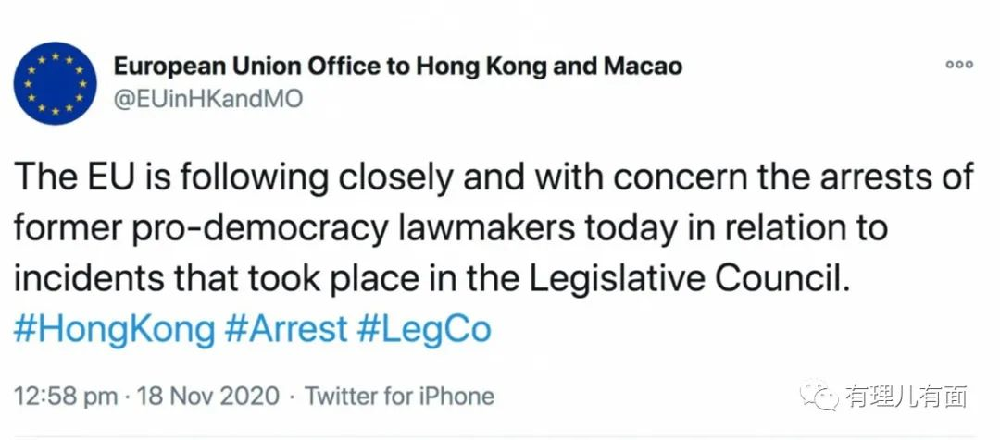 European Union Office to Hong Kong and Macao
@EUinHKandMO
The EU is following closely and with concern the arrests of
former pro-democracy lawmakers today in relation to
incidents that took place in the Legislative Council.
#HongKong #Arrest #LegCo
12:58 pm · 18 Nov 2020 · Twitter for iPhone
有理儿有面